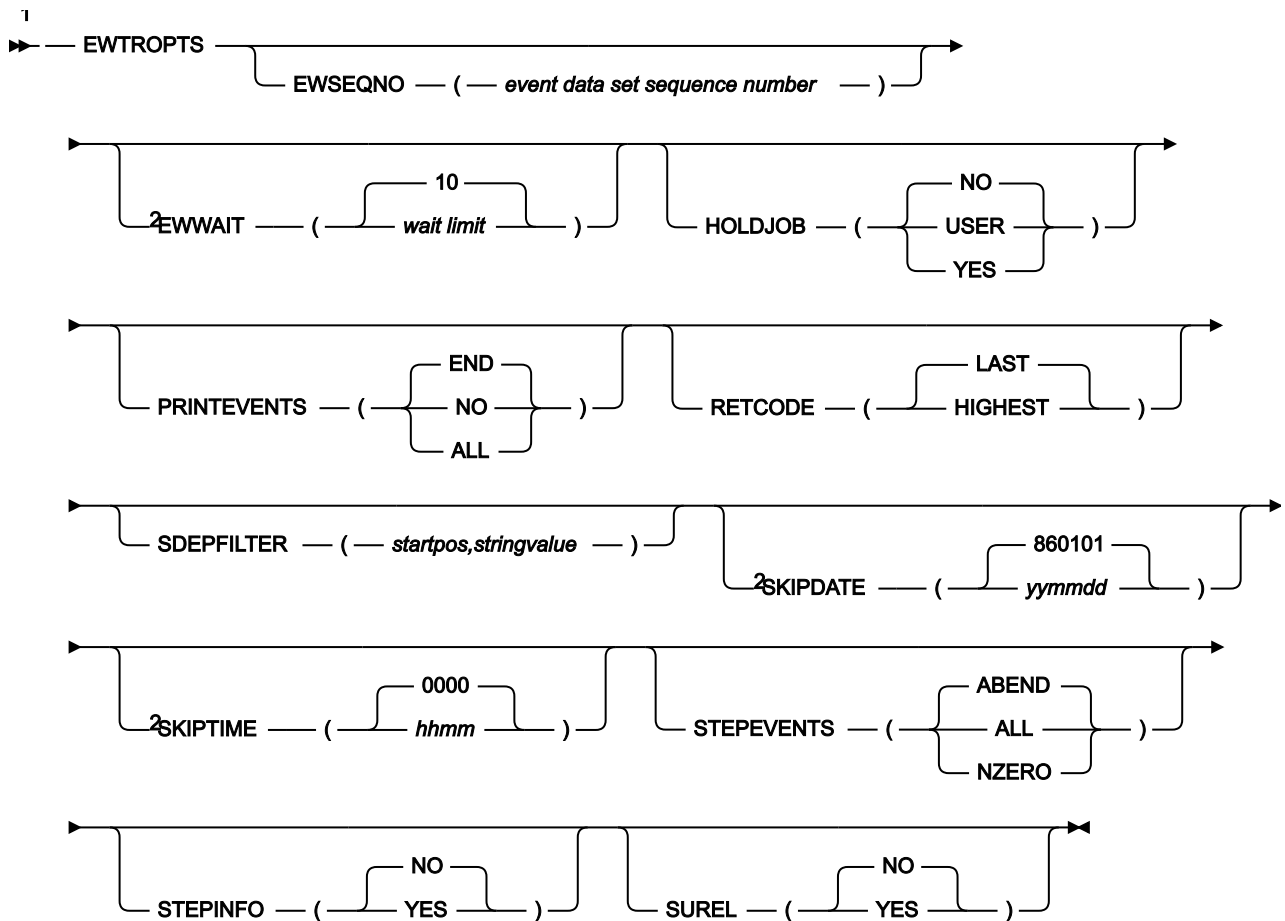 1
EWTROPTS
EWSEQNO ( event data set sequence number )
10
2EWWAIT ( wait limit )
NO
HOLDJOB ( USER )
YES
END
PRINTEVENTS ( NO )
ALL
LAST
RETCODE ( HIGHEST )
SDEPFILTER ( startpos,stringvalue )
860101
2SKIPDATE ( yymmdd )
0000
2SKIPTIME ( hhmm )
ABEND
STEPEVENTS ( ALL )
NZERO
NO
STEPINFO ( YES )
NO
SUREL ( YES )